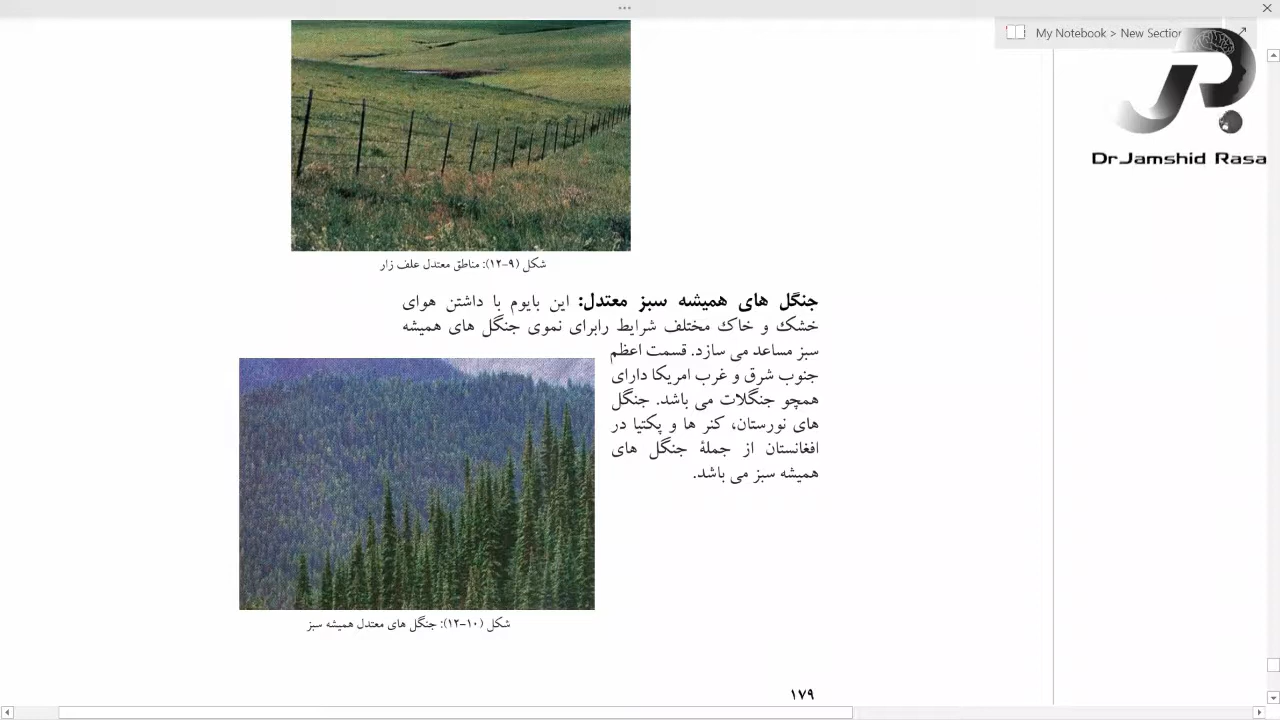 My Notebook > New Section
Dr.Jamshid Rasa
شکل (۹-۱۲): مناطق معتدل علف زار
جنگل های همیشه سبز معتدل: این بایوم با داشتن هوای
خشک و خاک مختلف شرایط رابرای نموی جنگل های همیشه
سبز مساعد می سازد. قسمت اعظم
جنوب شرق و غرب امریکا دارای
همچو جنگلات می باشد. جنگل
های نورستان، کنر ها و پکتیا در
افغانستان از جملۀ جنگل های
همیشه سبز می باشد.
شکل (۱۰-۱۲): جنگل های معتدل همیشه سبز
۱۷۹